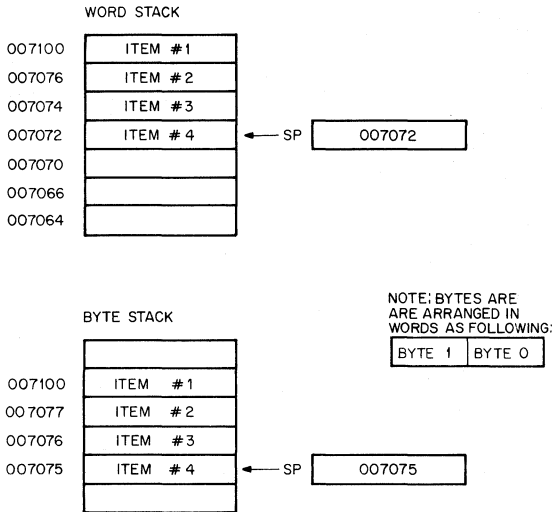 WORD STACK
007100 ITEM #1
007076 ITEM #2
007074 ITEM #3
007072 ITEM #4 SP 007072
007070
007066
007064
NOTE; BYTES ARE
ARE ARRANGED IN
WORDS AS FOLLOWING:
BYTE 1 BYTE 0
BYTE STACK
007100 ITEM #1
007077 ITEM #2
007076 ITEM #3
007075 ITEM #4 SP 007075